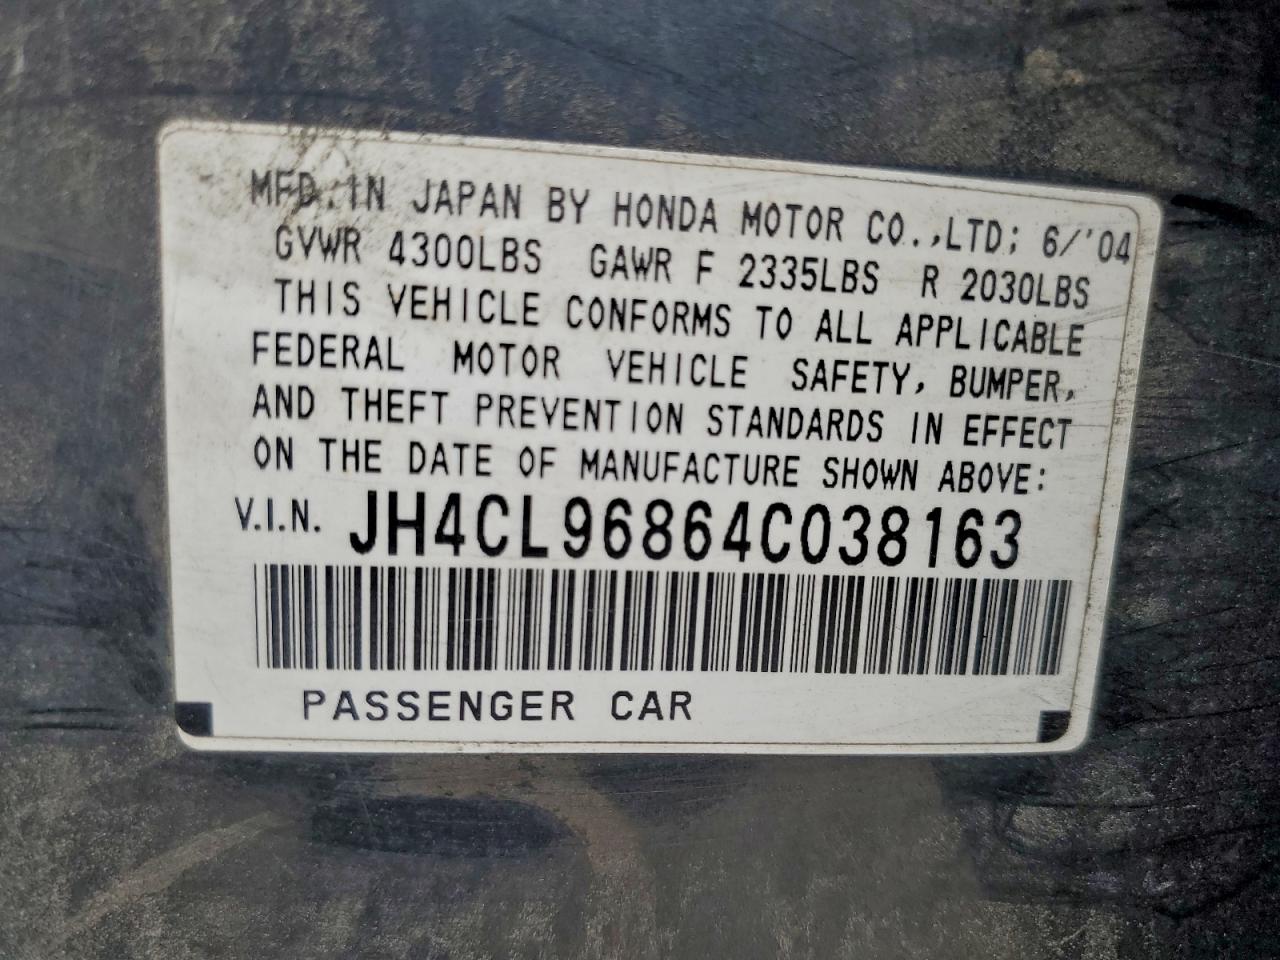 MFD. IN JAPAN BY HONDA MOTOR CO.,LTD; 6/'04
GVWR 4300LBS GAWR F 2335LBS R 2030LBS
THIS VEHICLE CONFORMS TO ALL APPLICABLE
FEDERAL MOTOR VEHICLE SAFETY, BUMPER,
AND THEFT PREVENTION STANDARDS IN EFFECT
ON THE DATE OF MANUFACTURE SHOWN ABOVE:
V.I.N. JH4CL96864C038163
PASSENGER CAR